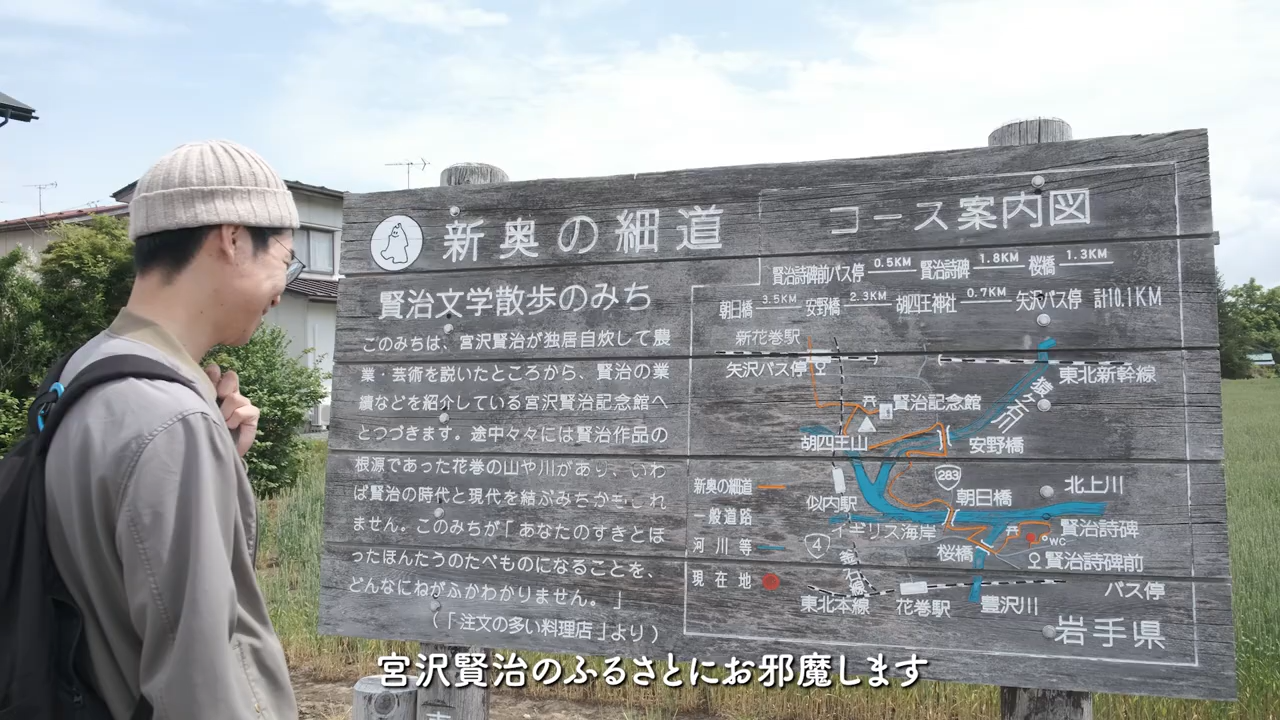 新奥の細道
賢治文学散歩のみち
このみちは、宮沢賢治が独居自炊して農
業・芸術を説いたところから、賢治の業
績などを紹介している宮沢賢治記念館へ
とつづきます。途中々々には賢治作品の
根源であった花巻の山や川があり、いわ
ば賢治の時代と現代を結ぶみちかもしれ
ません。このみちが「あなたのすきとほ
ったほんたうのたべものになることを、
どんなにねがふかわかりません。」
(「注文の多い料理店」より)
コース案内図
賢治詩碑前バス停 0.5KM 賢治詩碑 1.8KM 桜橋 1.3KM
朝日橋 3.5KM 安野橋 2.3KM 胡四王神社 0.7KM 矢沢バス停 計10.1KM
新花巻駅
矢沢バス停
東北新幹線
賢治記念館
胡四王山
安野橋
283
新奥の細道
似内駅
朝日橋
北上川
一般道路
イギリス海岸
賢治詩碑
河川等
4
桜橋
WC
賢治詩碑前
バス停
現在地
釜石線
東北本線
花巻駅
豊沢川
岩手県
宮沢賢治のふるさとにお邪魔します